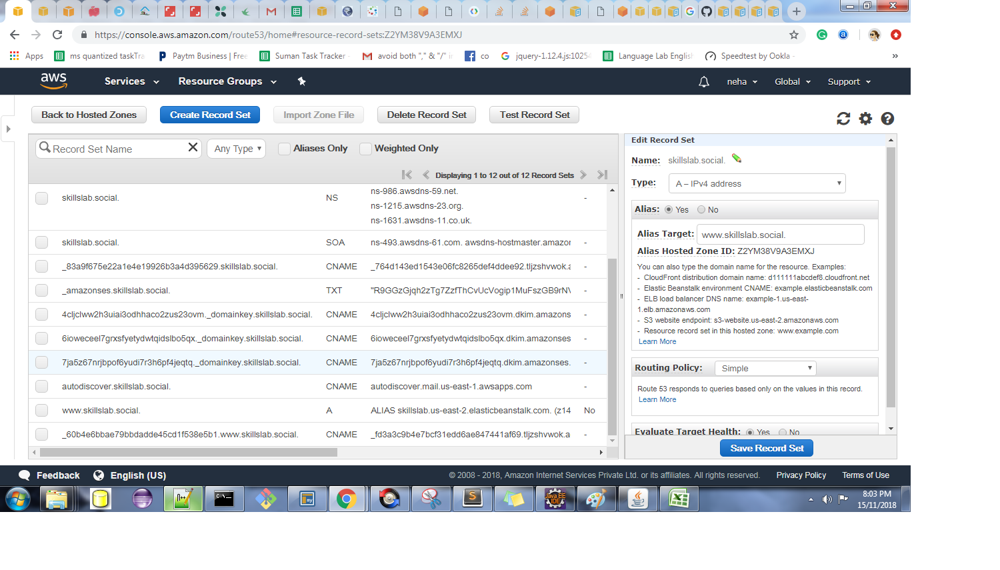 https://console.aws.amazon.com/route53/home#resource-record-sets:Z2YM38V9A3EMXJ
Apps
ms quantized taskTra
Paytm Business | Free
Suman Task Tracker -
avoid both "," & "/" in
co
jquery-1.12.4.js:1025
Language Lab English
Speedtest by Ookla -
»
aws
Services
Resource Groups
neha
Global
Support
Back to Hosted Zones
Create Record Set
Import Zone File
Delete Record Set
Test Record Set
Record Set Name
Any Type
Aliases Only
Weighted Only
Displaying 1 to 12 out of 12 Record Sets
skillslab.social. NS ns-986.awsdns-59.net. -
ns-1215.awsdns-23.org.
ns-1631.awsdns-11.co.uk.
skillslab.social. SOA ns-493.awsdns-61.com. awsdns-hostmaster.amazor -
_83a9f675e22a1e4e19926b3a4d395629.skillslab.social. CNAME _764d143ed1543e06fc8265def4ddee92.tljzshvwok.a -
_amazonses.skillslab.social. TXT "R9GGzGjqh2zTg7ZzfThCvUcVogip1MuFszGB9rN\ -
4cljclww2h3uiai3odhhaco2zus23ovm._domainkey.skillslab.social. CNAME 4cljclww2h3uiai3odhhaco2zus23ovm.dkim.amazons -
6ioweceel7grxsfyetydwtqidslbo5qx._domainkey.skillslab.social. CNAME 6ioweceel7grxsfyetydwtqidslbo5qx.dkim.amazonses -
7ja5z67nrjbpof6yudi7r3h6pf4jeqtq._domainkey.skillslab.social. CNAME 7ja5z67nrjbpof6yudi7r3h6pf4jeqtq.dkim.amazonses. -
autodiscover.skillslab.social. CNAME autodiscover.mail.us-east-1.awsapps.com -
www.skillslab.social. A ALIAS skillslab.us-east-2.elasticbeanstalk.com. (z14 No
_60b4e6bbae79bbdadde45cd1f538e5b1.www.skillslab.social. CNAME _fd3a3c9b4e7bcf31edd6ae847441af69.tljzshvwok.a -
Edit Record Set
Name: skillslab.social.
Type: A – IPv4 address
Alias: Yes No
Alias Target: www.skillslab.social.
Alias Hosted Zone ID: Z2YM38V9A3EMXJ
You can also type the domain name for the resource. Examples:
- CloudFront distribution domain name: d111111abcdef8.cloudfront.net
- Elastic Beanstalk environment CNAME: example.elasticbeanstalk.com
- ELB load balancer DNS name: example-1.us-east-
1.elb.amazonaws.com
- S3 website endpoint: s3-website.us-east-2.amazonaws.com
- Resource record set in this hosted zone: www.example.com
Learn More
Routing Policy: Simple
Route 53 responds to queries based only on the values in this record.
Learn More
Evaluate Target Health: Yes No
Save Record Set
Feedback
English (US)
© 2008 - 2018, Amazon Internet Services Private Ltd. or its affiliates. All rights reserved.
Privacy Policy
Terms of Use
8:03 PM
15/11/2018